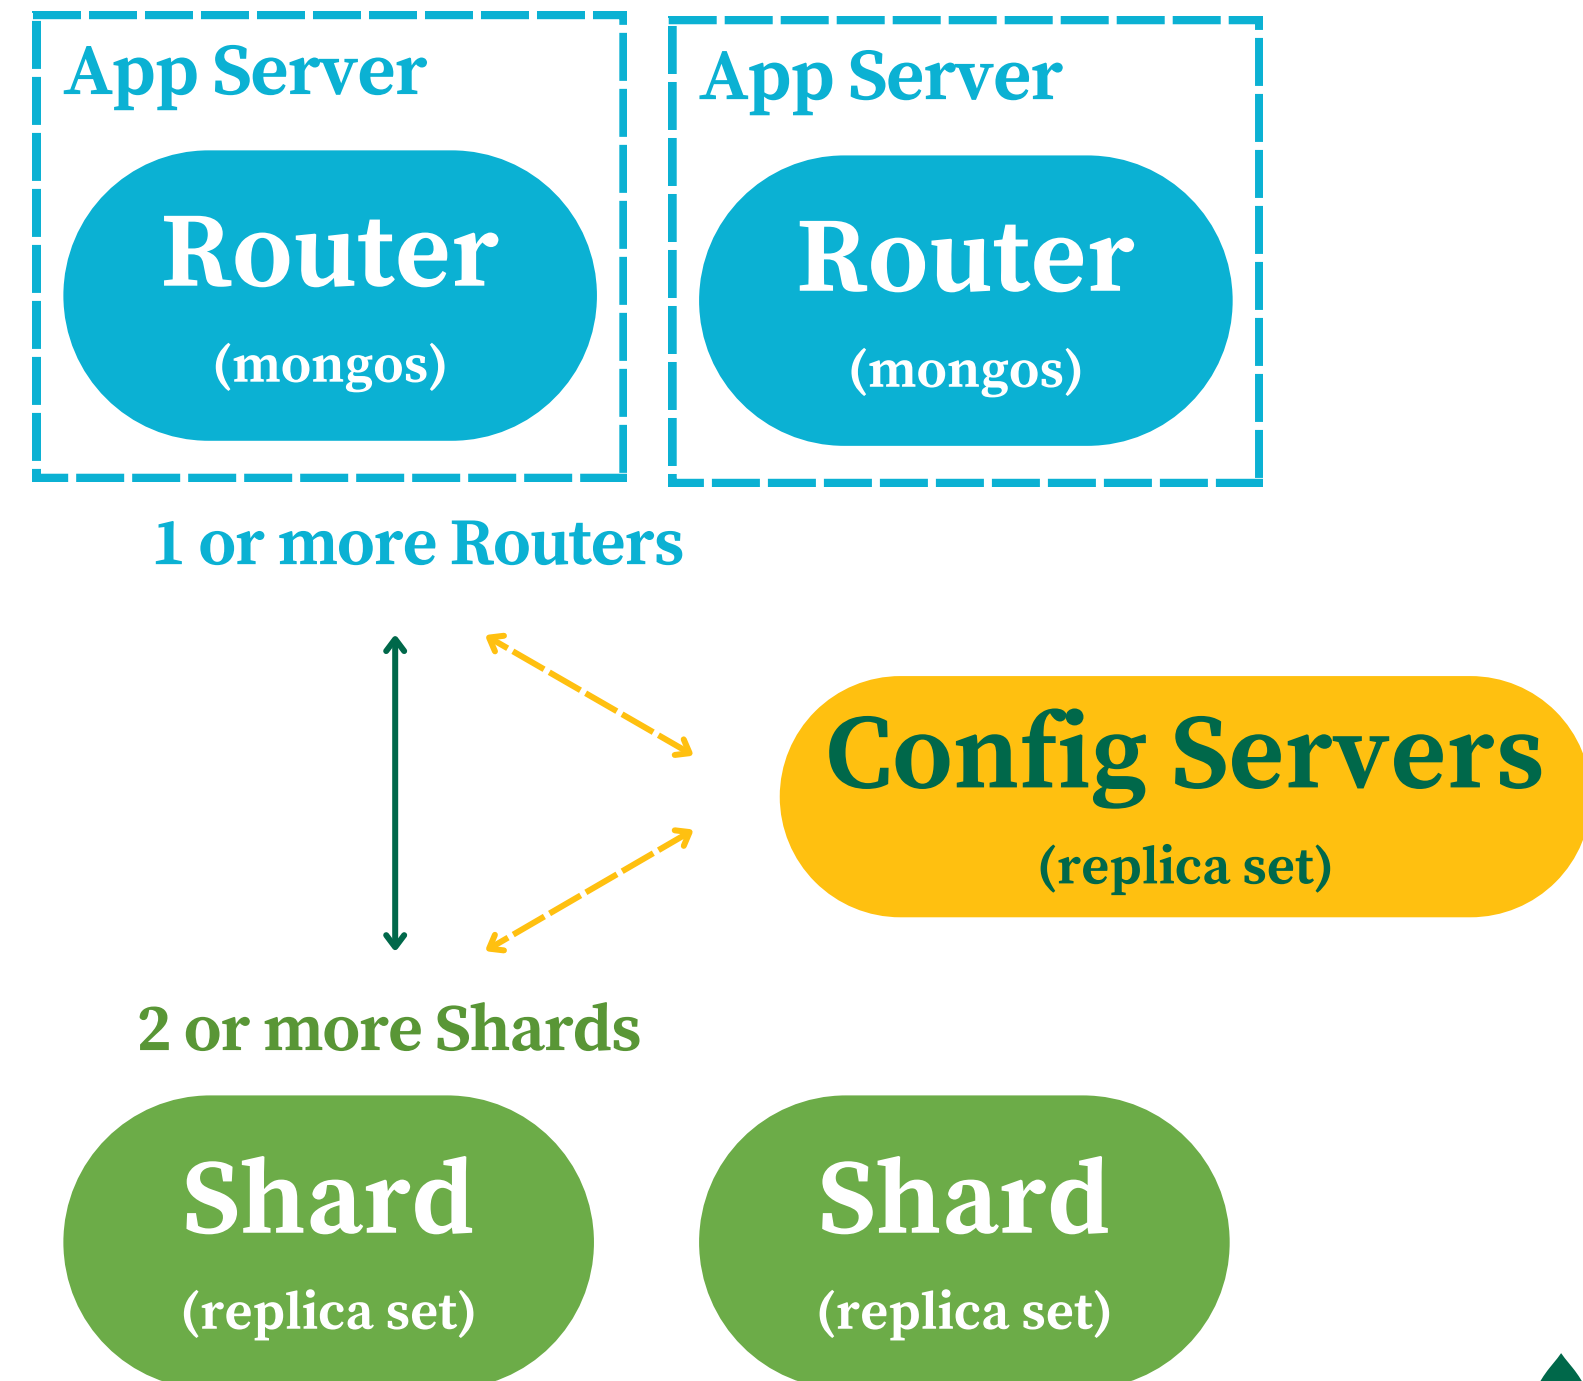 App Server
Router
(mongos)
App Server
Router
(mongos)
1 or more Routers
Config Servers
(replica set)
2 or more Shards
Shard
(replica set)
Shard
(replica set)